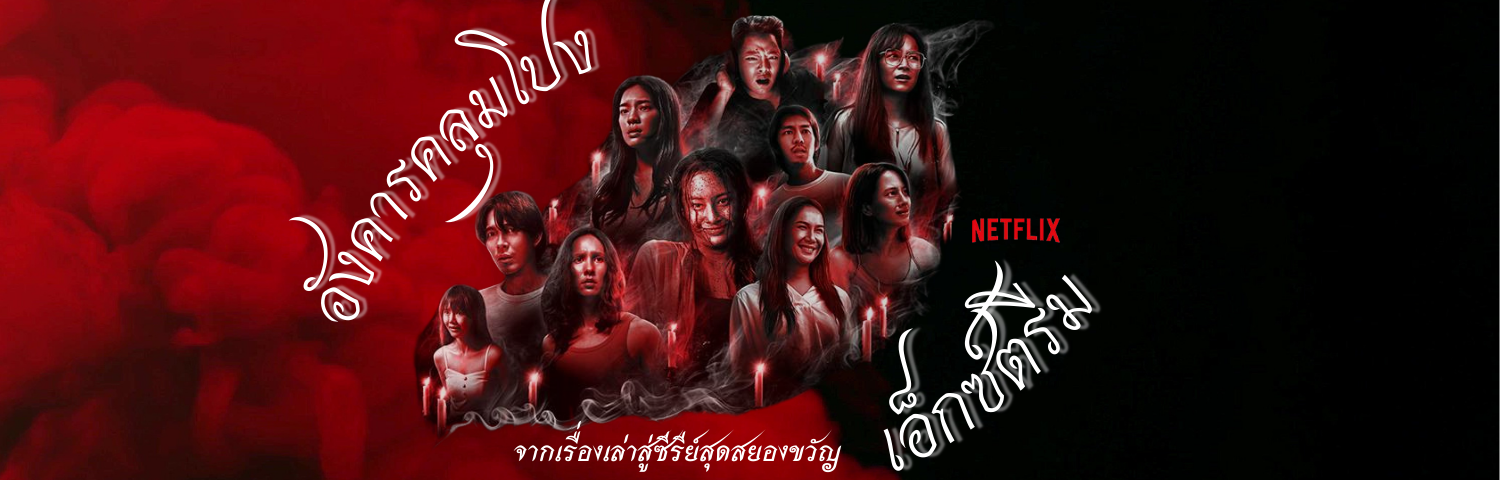 อังคารคลุมโปง
NETFLIX
เอ็กซ์ตรีม
จากเรื่องเล่าสู่ซีรีย์สุดสยองขวัญ